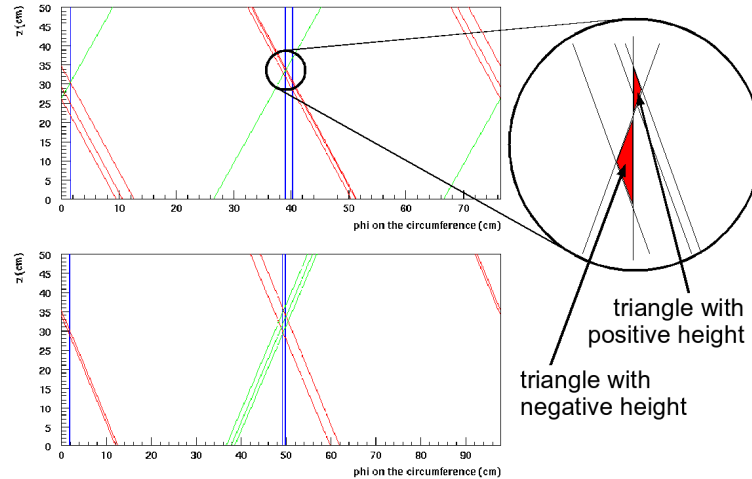 z (cm)
50
45
40
35
30
25
20
15
10
5
0
0 10 20 30 40 50 60 70
phi on the circumference (cm)
z (cm)
50
45
40
35
30
25
20
15
10
5
0
0 10 20 30 40 50 60 70 80 90
phi on the circumference (cm)
triangle with
positive height
triangle with
negative height